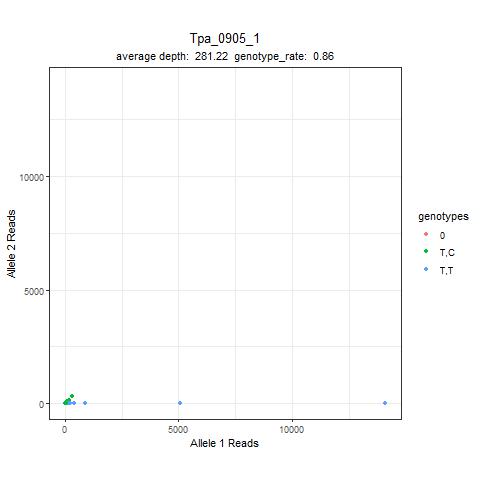 Tpa_0905_1
average depth:  281.22  genotype_rate:  0.86
10000
5000
0
Allele 2 Reads
0
5000
10000
Allele 1 Reads
genotypes
0
T,C
T,T